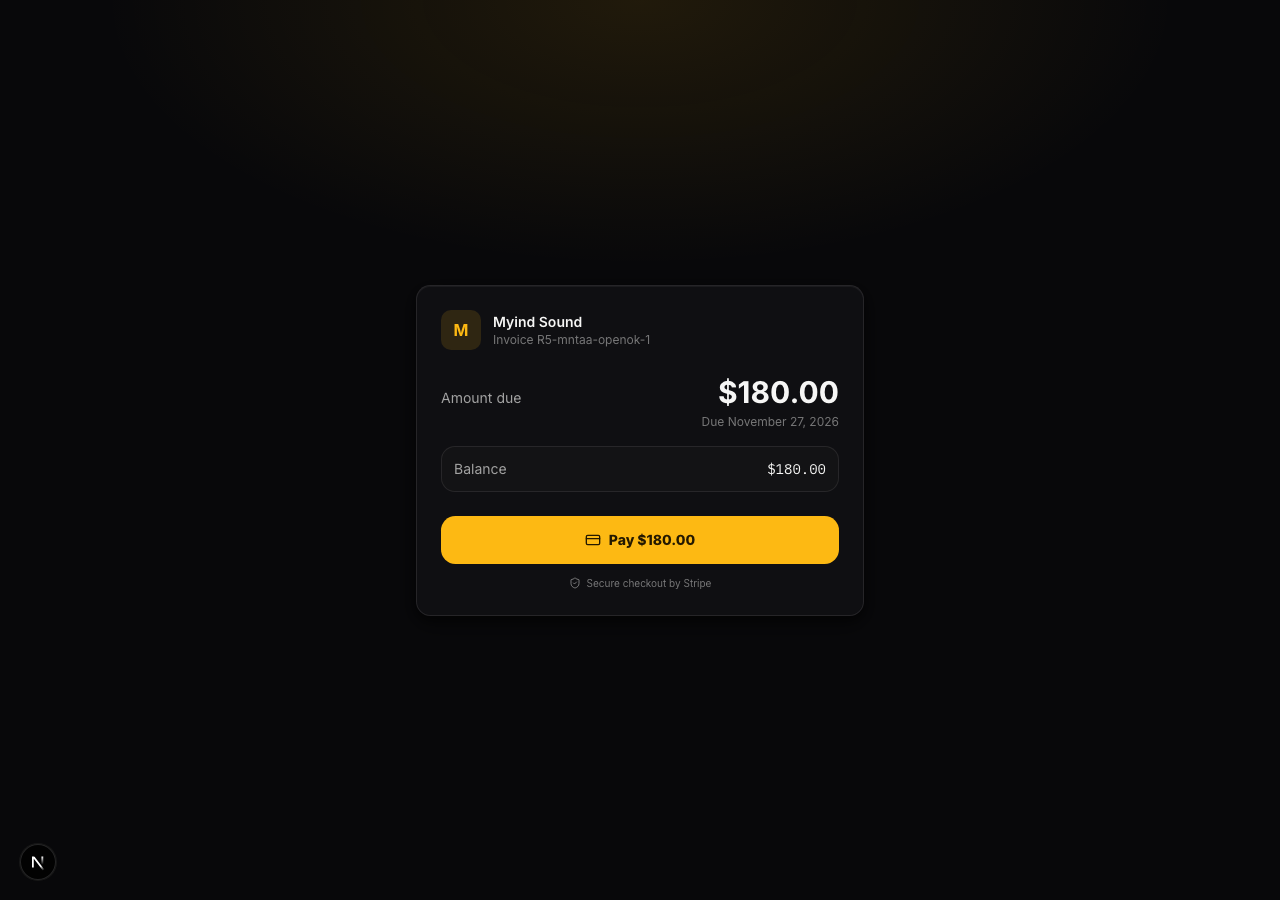 M
Myind Sound
Invoice R5-mntaa-openok-1
Amount due
$180.00
Due November 27, 2026
Balance
$180.00
Pay $180.00
Secure checkout by Stripe
N